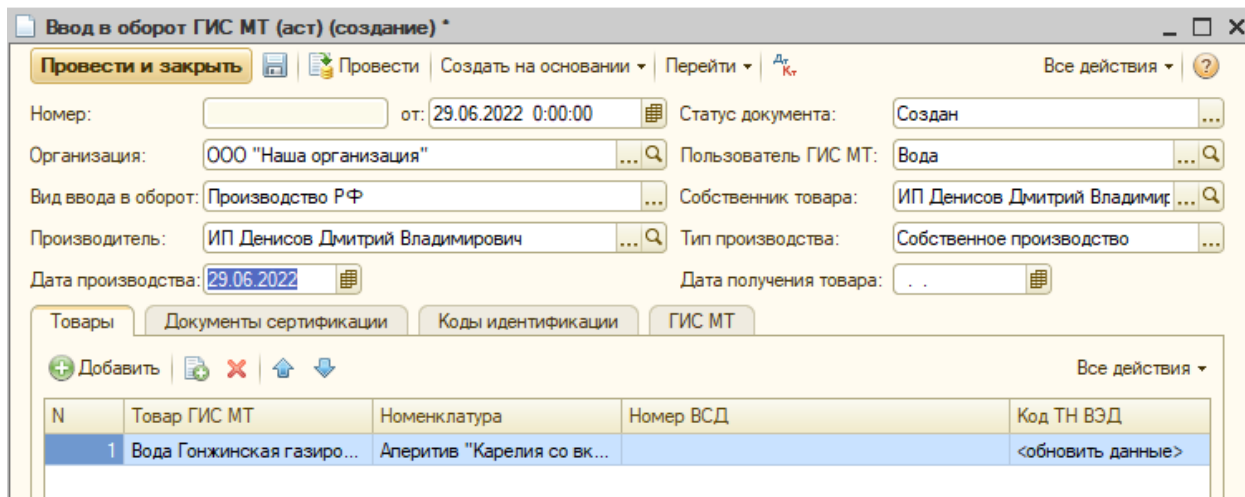 Ввод в оборот ГИС МТ (аст) (создание) *
Провести и закрыть Провести Создать на основании Перейти Дт Кт Все действия ?
Номер: от: 29.06.2022 0:00:00 Статус документа: Создан ...
Организация: ООО "Наша организация" ... Пользователь ГИС МТ: Вода ...
Вид ввода в оборот: Производство РФ ... Собственник товара: ИП Денисов Дмитрий Владимир ...
Производитель: ИП Денисов Дмитрий Владимирович ... Тип производства: Собственное производство ...
Дата производства: 29.06.2022 Дата получения товара: . .
Товары Документы сертификации Коды идентификации ГИС МТ
Добавить Все действия
N Товар ГИС МТ Номенклатура Номер ВСД Код ТН ВЭД
1 Вода Гонжинская газиро... Аперитив "Карелия со вк... <обновить данные>